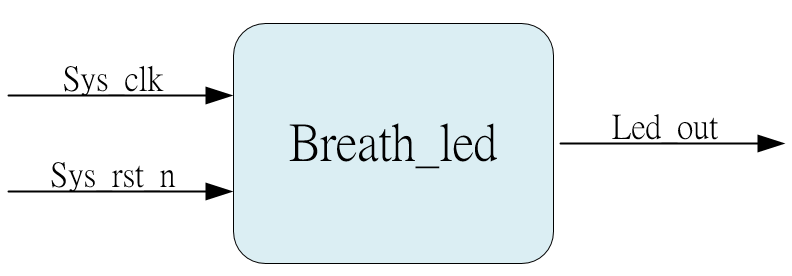 Sys_clk
Sys_rst_n
Breath_led
Led_out